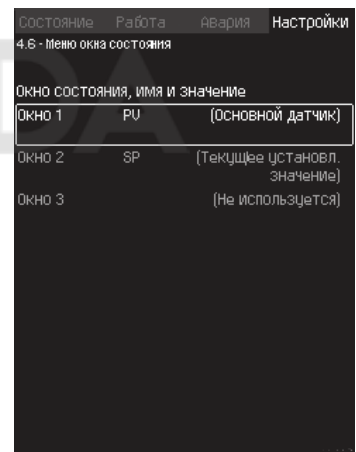 Состояние Работа Авария Настройки
4.6 - Меню окна состояния
Окно состояния, имя и значение
Окно 1 PV (Основной датчик)
Окно 2 SP (Текущее установл.
значение)
Окно 3 (Не используется)